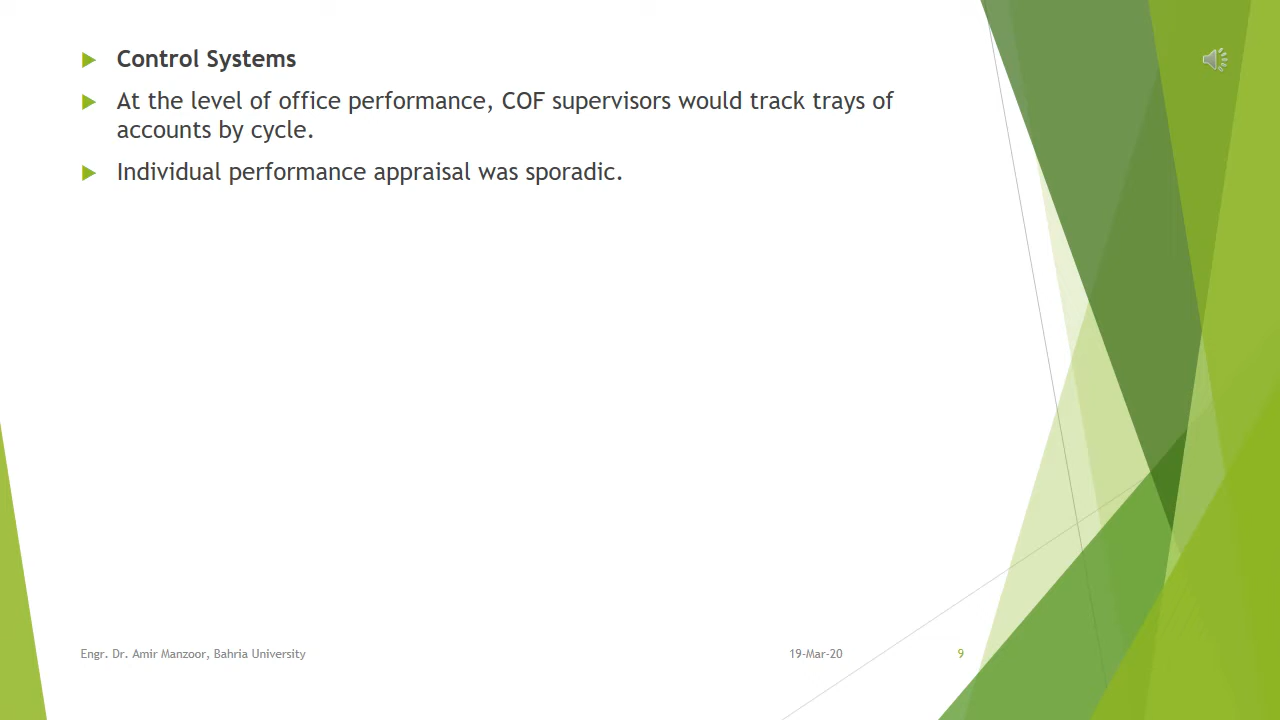 Control Systems
At the level of office performance, COF supervisors would track trays of
accounts by cycle.
Individual performance appraisal was sporadic.
Engr. Dr. Amir Manzoor, Bahria University
19-Mar-20
9